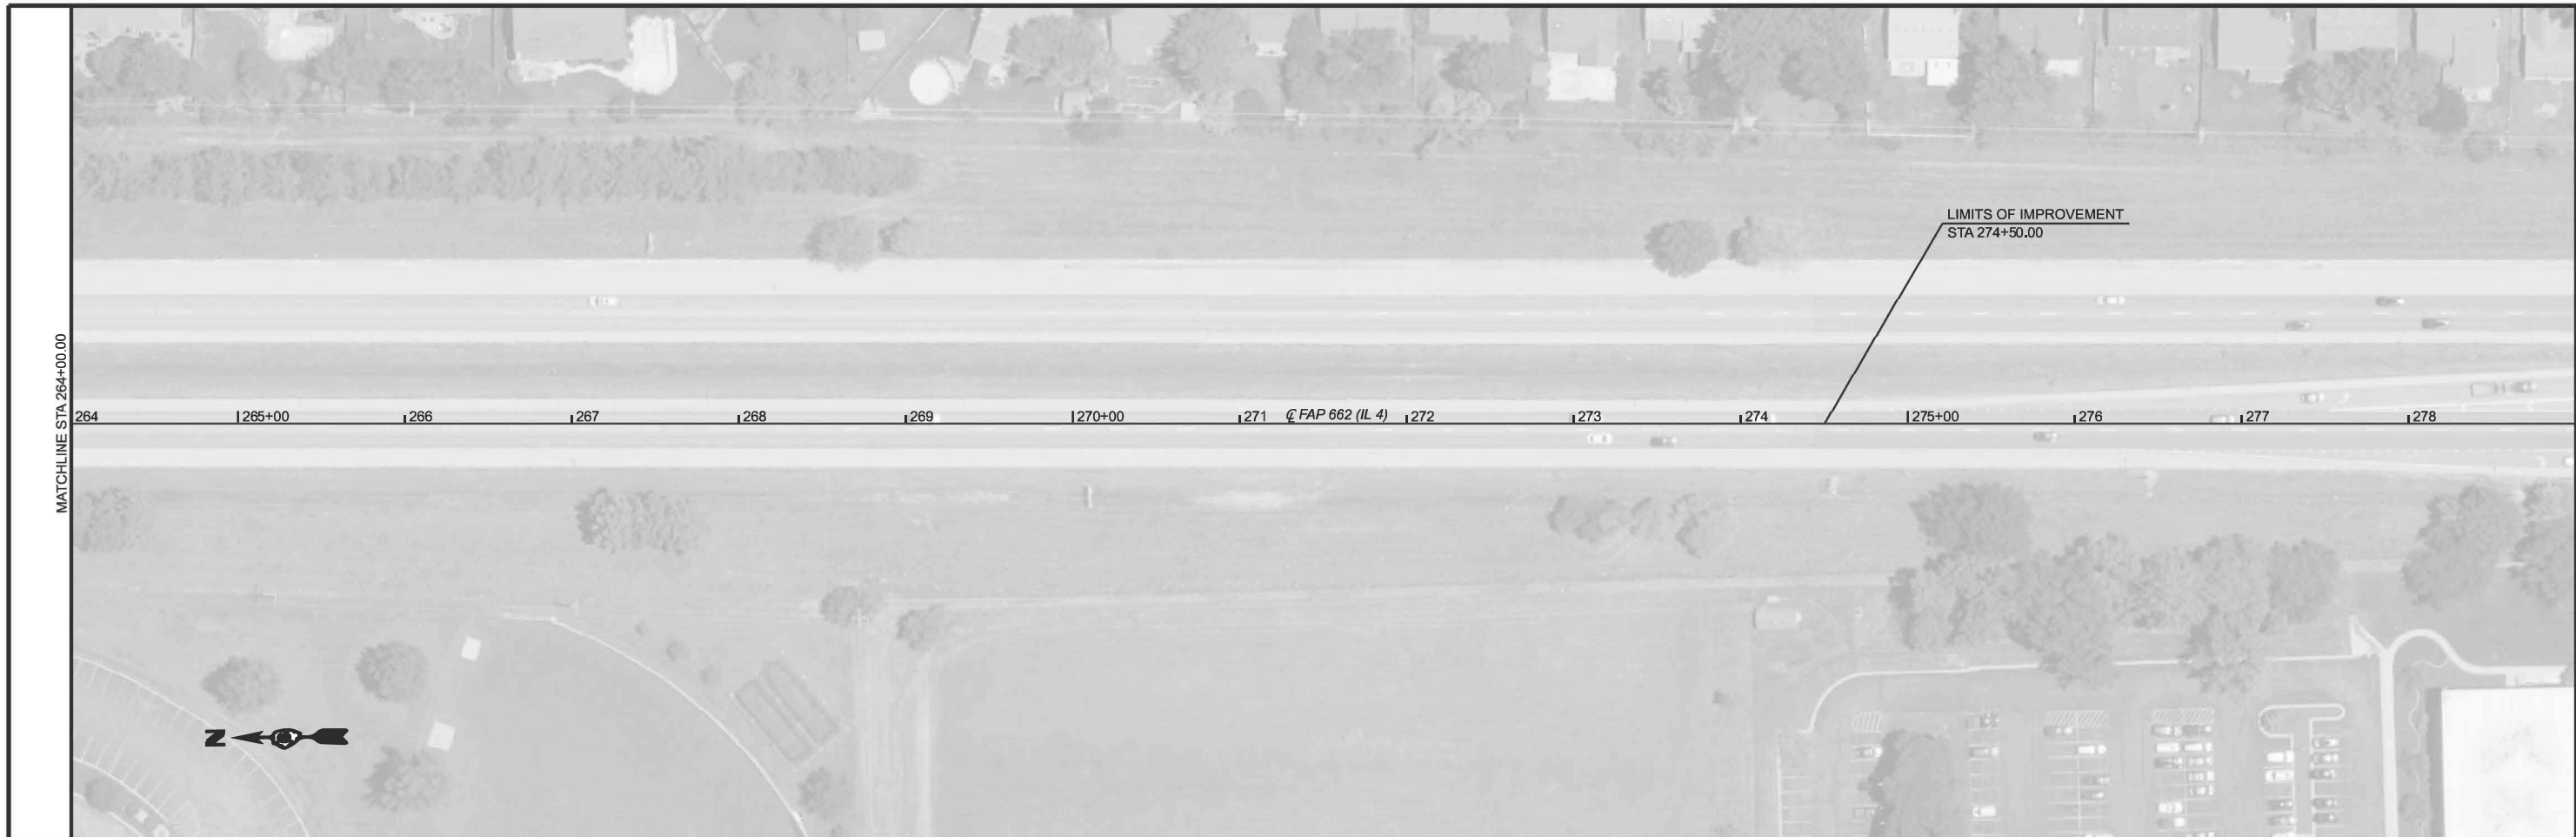 LIMITS OF IMPROVEMENT
STA 274+50.00
MATCHLINE STA 264+00.00
264 265+00 266 267 268 269 270+00 271 ℄ FAP 662 (IL 4) 272 273 274 275+00 276 277 278
N